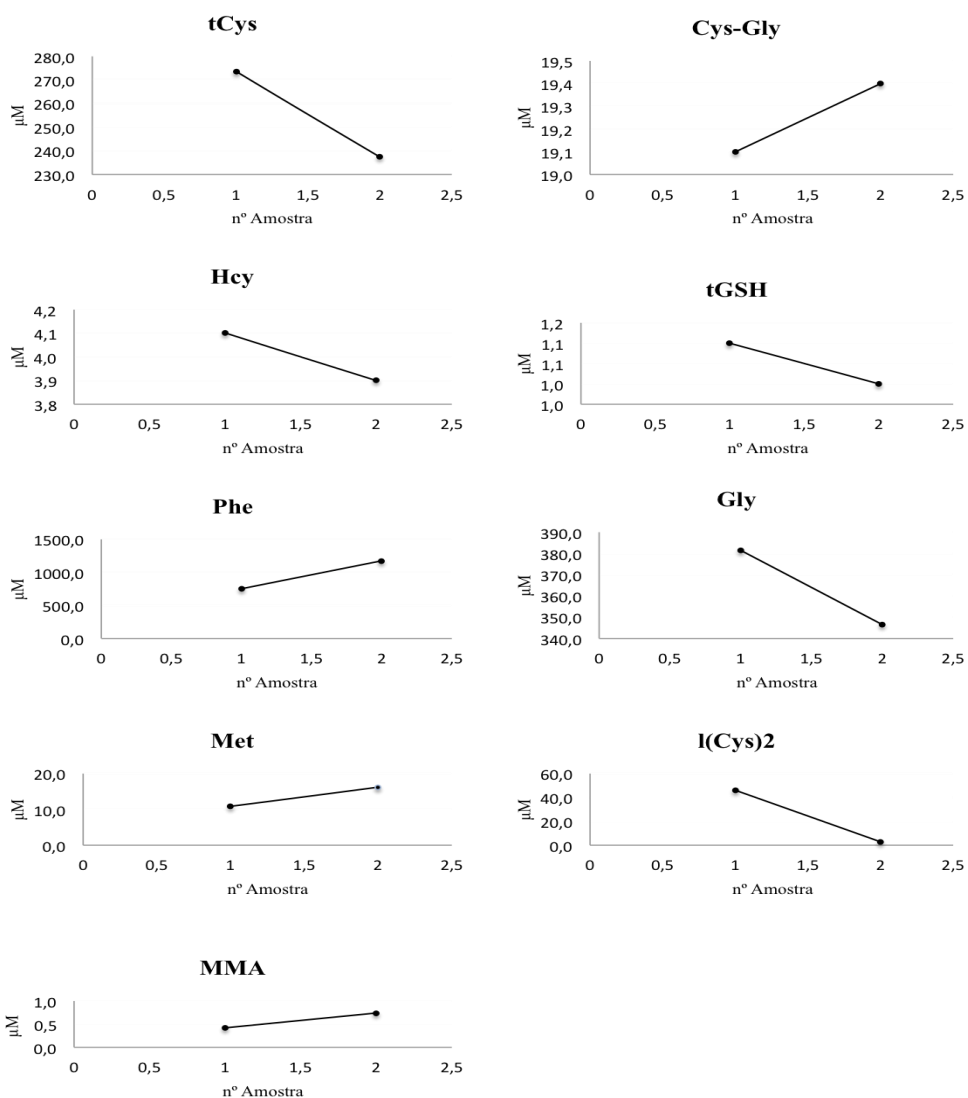 tCys
280,0
270,0
260,0
250,0
240,0
230,0
µM
0 0,5 1 1,5 2 2,5
nº Amostra
Cys-Gly
19,5
19,4
19,3
19,2
19,1
19,0
µM
0 0,5 1 1,5 2 2,5
nº Amostra
Hcy
4,2
4,1
4,0
3,9
3,8
µM
0 0,5 1 1,5 2 2,5
nº Amostra
tGSH
1,2
1,1
1,1
1,0
1,0
µM
0 0,5 1 1,5 2 2,5
nº Amostra
Phe
1500,0
1000,0
500,0
0,0
µM
0 0,5 1 1,5 2 2,5
nº Amostra
Gly
390,0
380,0
370,0
360,0
350,0
340,0
µM
0 0,5 1 1,5 2 2,5
nº Amostra
Met
20,0
10,0
0,0
µM
0 0,5 1 1,5 2 2,5
nº Amostra
l(Cys)2
60,0
40,0
20,0
0,0
µM
0 0,5 1 1,5 2 2,5
nº Amostra
MMA
1,0
0,5
0,0
µM
0 0,5 1 1,5 2 2,5
nº Amostra